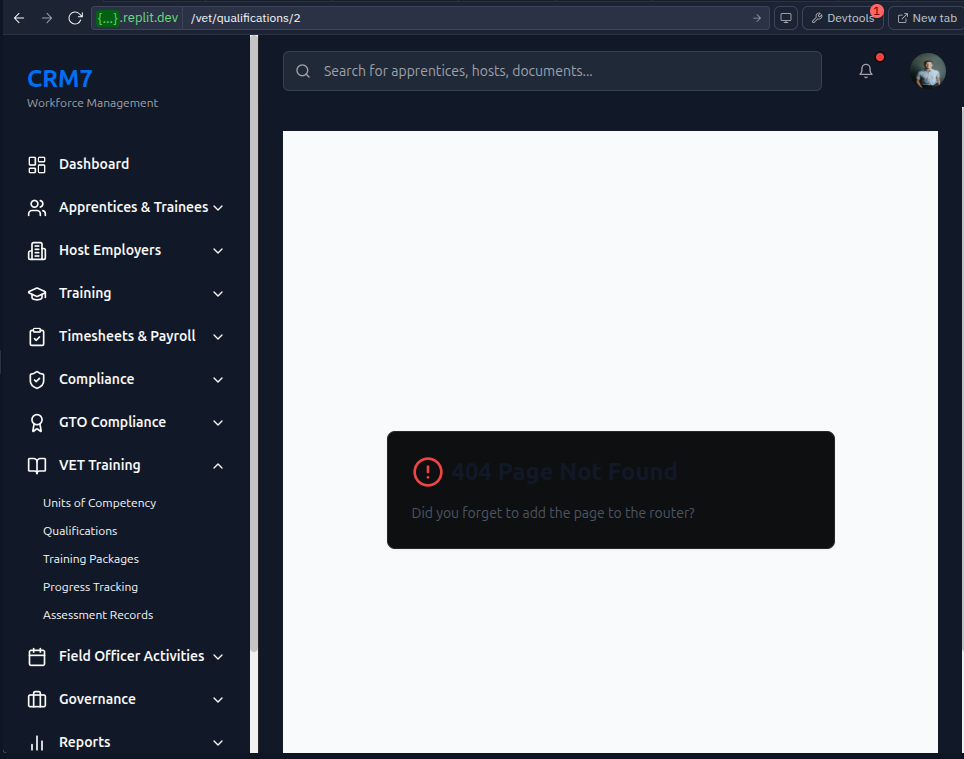 {...}.replit.dev /vet/qualifications/2 Devtools 1 New tab
CRM7
Workforce Management
Search for apprentices, hosts, documents...
Dashboard
Apprentices & Trainees
Host Employers
Training
Timesheets & Payroll
Compliance
GTO Compliance
VET Training
Units of Competency
Qualifications
Training Packages
Progress Tracking
Assessment Records
Field Officer Activities
Governance
Reports
404 Page Not Found
Did you forget to add the page to the router?